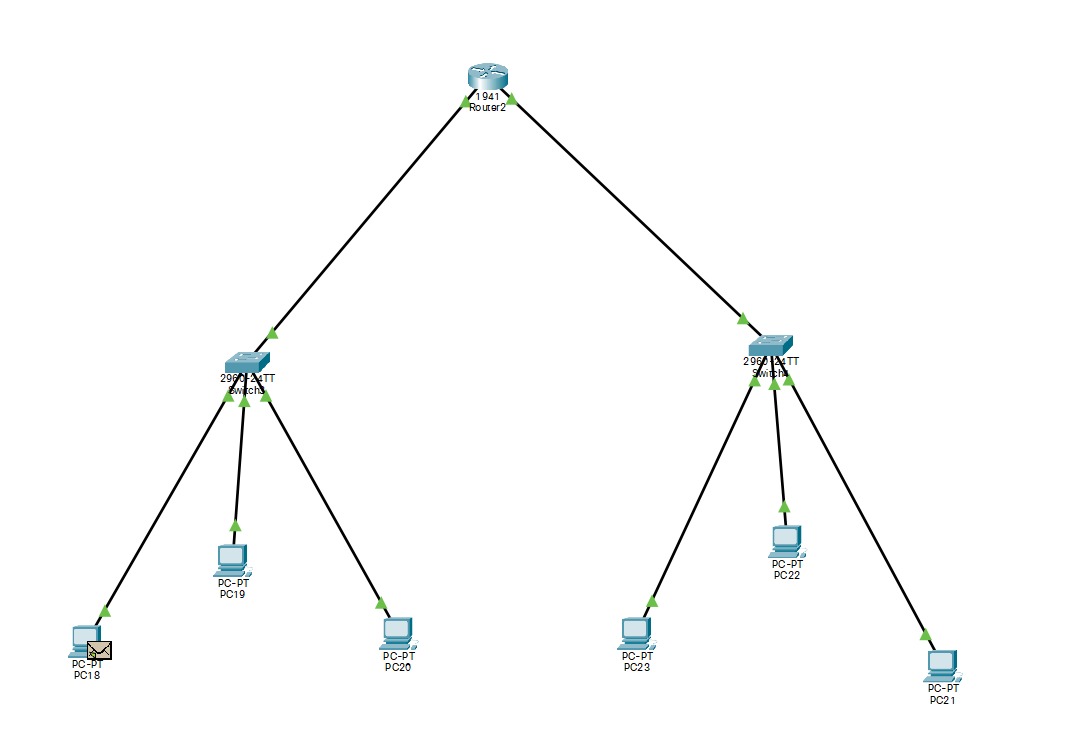 1941
Router2
2960-24TT
Switch3
2960-24TT
Switch4
PC-PT
PC19
PC-PT
PC22
PC-PT
PC18
PC-PT
PC20
PC-PT
PC23
PC-PT
PC21